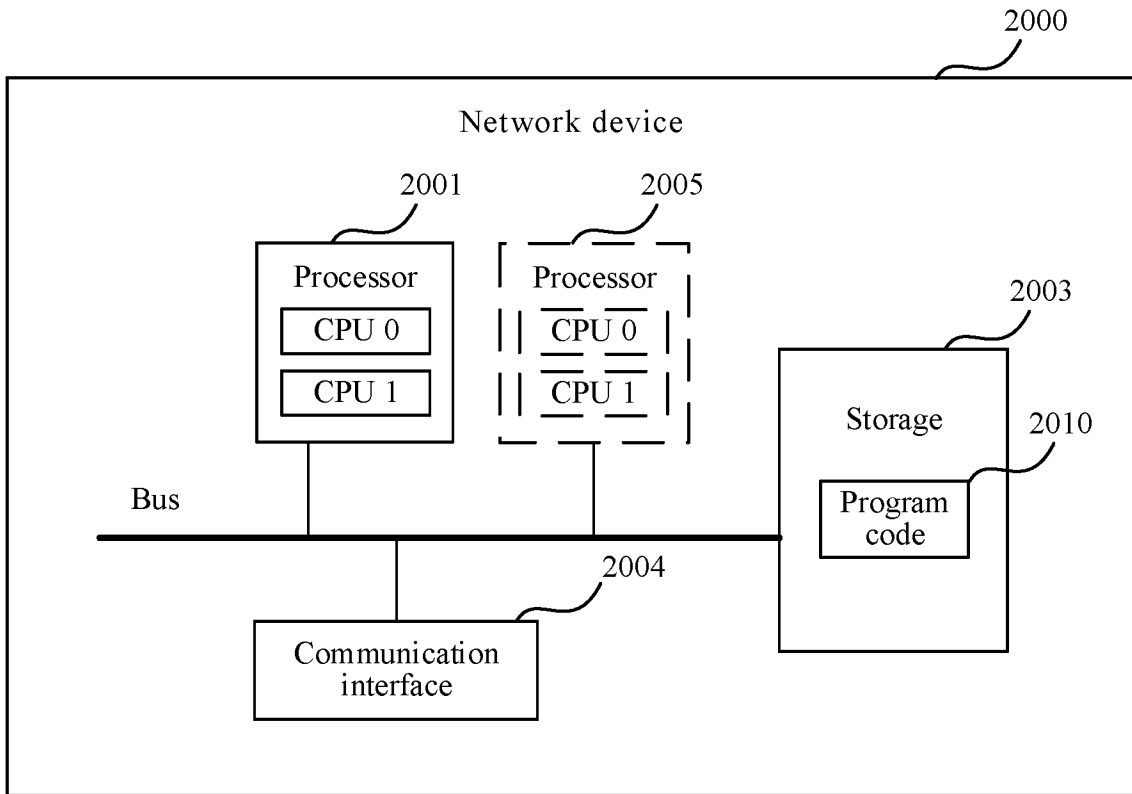 2000
Network device
2001
2005
Processor
CPU 0
CPU 1
Processor
CPU 0
CPU 1
2003
Storage
2010
Program
code
Bus
2004
Communication
interface